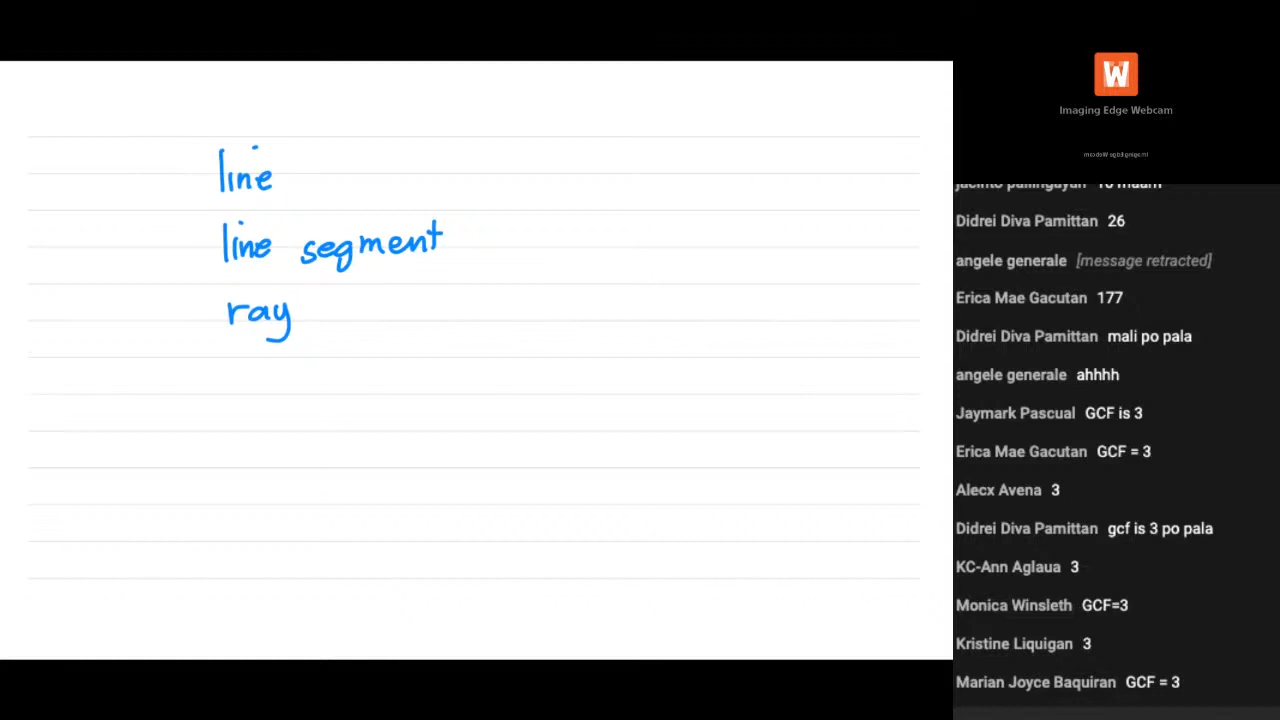 line
line segment
ray
W
Imaging Edge Webcam
Didrei Diva Pamittan 26
angele generale [message retracted]
Erica Mae Gacutan 177
Didrei Diva Pamittan mali po pala
angele generale ahhhh
Jaymark Pascual GCF is 3
Erica Mae Gacutan GCF = 3
Alecx Avena 3
Didrei Diva Pamittan gcf is 3 po pala
KC-Ann Aglaua 3
Monica Winsleth GCF=3
Kristine Liquigan 3
Marian Joyce Baquiran GCF = 3